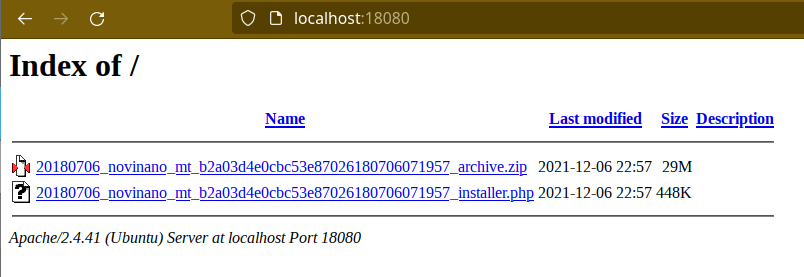 localhost:18080
Index of /
Name Last modified Size Description
20180706_novinano_mt_b2a03d4e0cbc53e87026180706071957_archive.zip 2021-12-06 22:57 29M
20180706_novinano_mt_b2a03d4e0cbc53e87026180706071957_installer.php 2021-12-06 22:57 448K
Apache/2.4.41 (Ubuntu) Server at localhost Port 18080